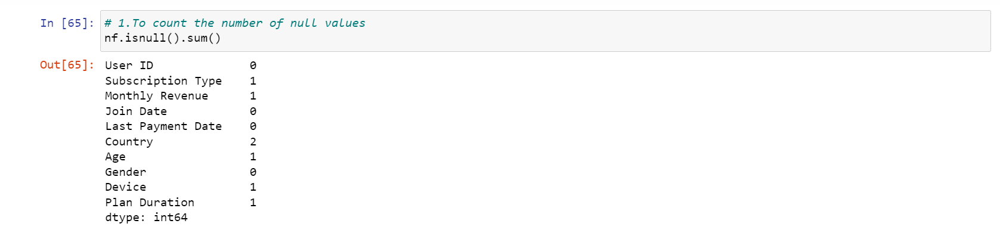 In [65]: # 1.To count the number of null values
nf.isnull().sum()
Out[65]: User ID 0
Subscription Type 1
Monthly Revenue 1
Join Date 0
Last Payment Date 0
Country 2
Age 1
Gender 0
Device 1
Plan Duration 1
dtype: int64